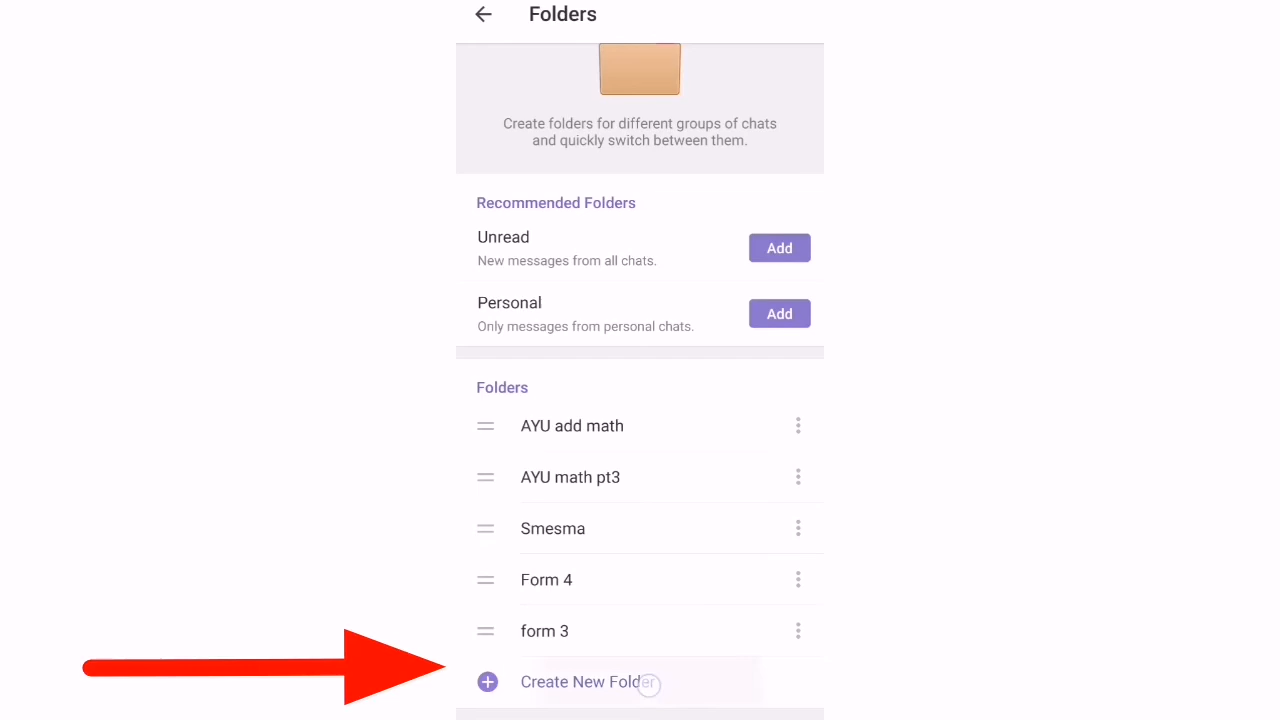 Folders
Create folders for different groups of chats
and quickly switch between them.
Recommended Folders
Unread
Add
New messages from all chats.
Personal
Add
Only messages from personal chats.
Folders
AYU add math
AYU math pt3
Smesma
Form 4
form 3
Create New Folder